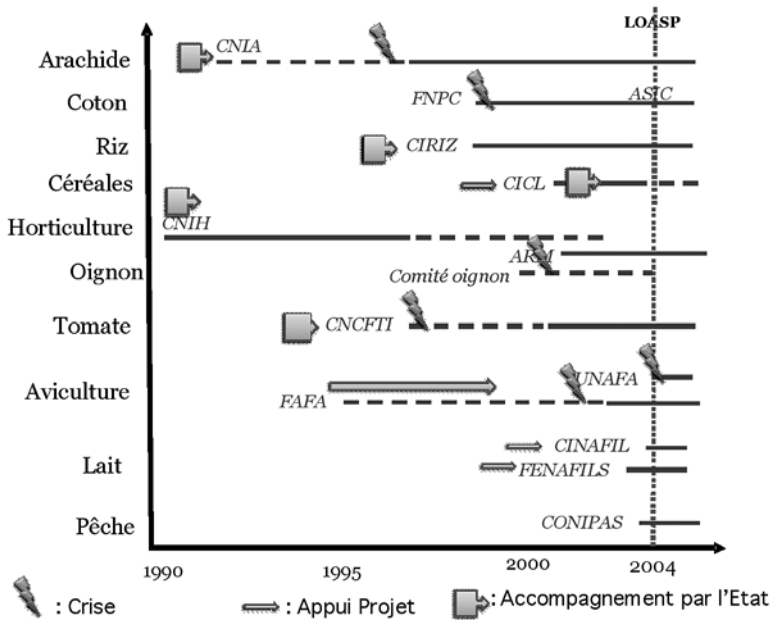 LOASP
Arachide
CNIA
Coton
FNPC
ASIC
Riz
CIRIZ
Céréales
CICL
CNIH
Horticulture
ARM
Oignon
Comité oignon
Tomate
CNCFTI
UNAFA
Aviculture
FAFA
CINAFIL
Lait
FENAFILS
Pêche
CONIPAS
1990 1995 2000 2004
: Crise : Appui Projet : Accompagnement par l'Etat